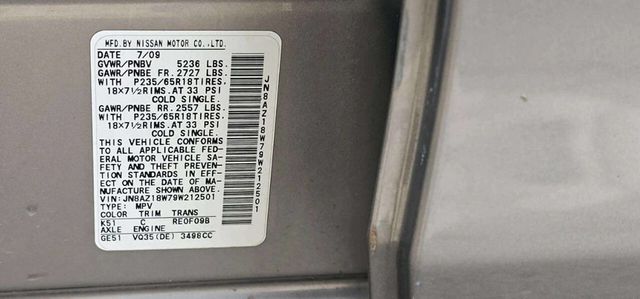 MFD.BY NISSAN MOTOR CO.,LTD.
DATE 7/09
GVWR/PNBV 5236 LBS.
GAWR/PNBE FR.2727 LBS.
WITH P235/65R18TIRES.
18×7½RIMS.AT 33 PSI
COLD SINGLE.
GAWR/PNBE RR.2557 LBS.
WITH P235/65R18TIRES.
18×7½RIMS.AT 33 PSI
COLD SINGLE.
THIS VEHICLE CONFORMS
TO ALL APPLICABLE FED-
ERAL MOTOR VEHICLE SA-
FETY AND THEFT PREVEN-
TION STANDARDS IN EFF-
ECT ON THE DATE OF MA-
NUFACTURE SHOWN ABOVE.
VIN:JN8AZ18W79W212501
TYPE: MPV
COLOR TRIM TRANS
K51 C RE0F09B
AXLE ENGINE
GE51 VQ35(DE) 3498CC
JN8AZ18W79W212501